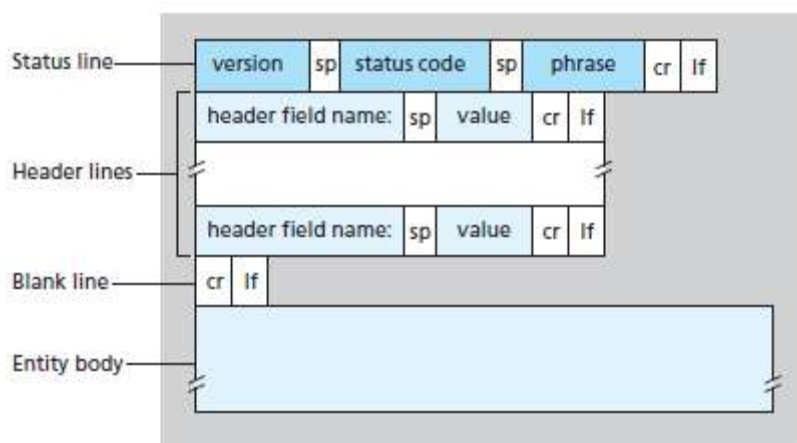 Status line version sp status code sp phrase cr lf
header field name: sp value cr lf
Header lines
header field name: sp value cr lf
Blank line cr lf
Entity body